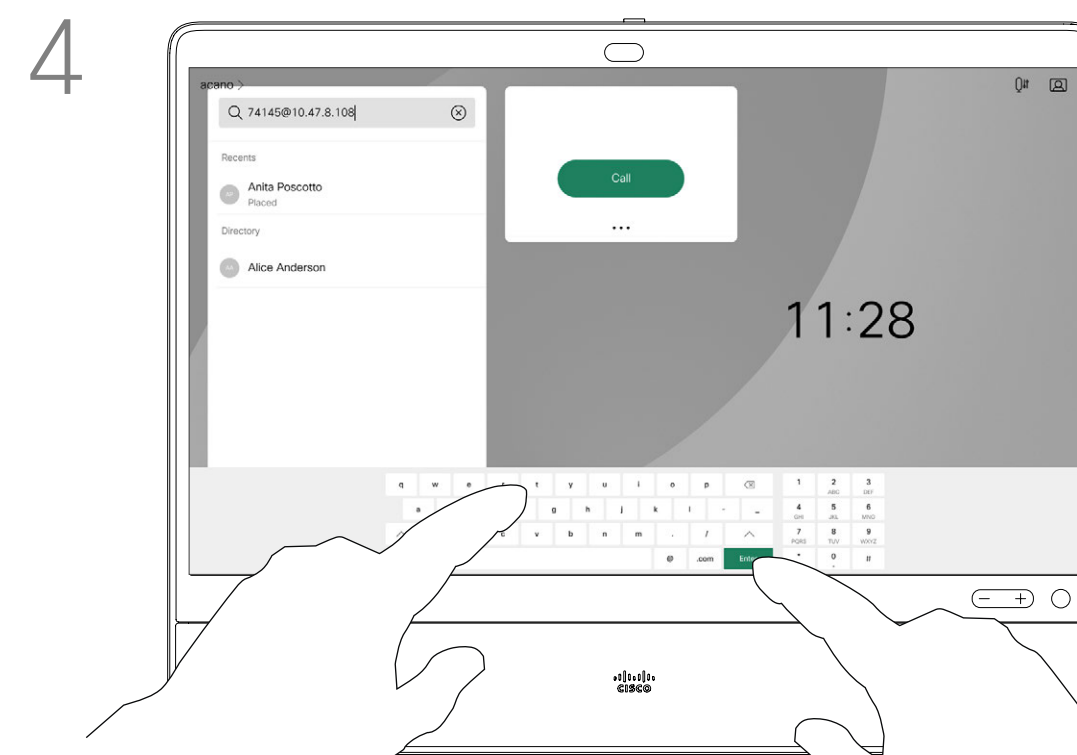 4
acano >
74145@10.47.8.108
Call
Recents
Anita Poscotto
Placed
Directory
AA
Alice Anderson
11:28
q w e t y u i o p 1 2 3
ABC DEF
a g h j k l - _ 4 5 6
GHI JKL MNO
c v b n m . / 7 8 9
PQRS TUV WXYZ
@ .com * 0 #
+
− +
CISCO